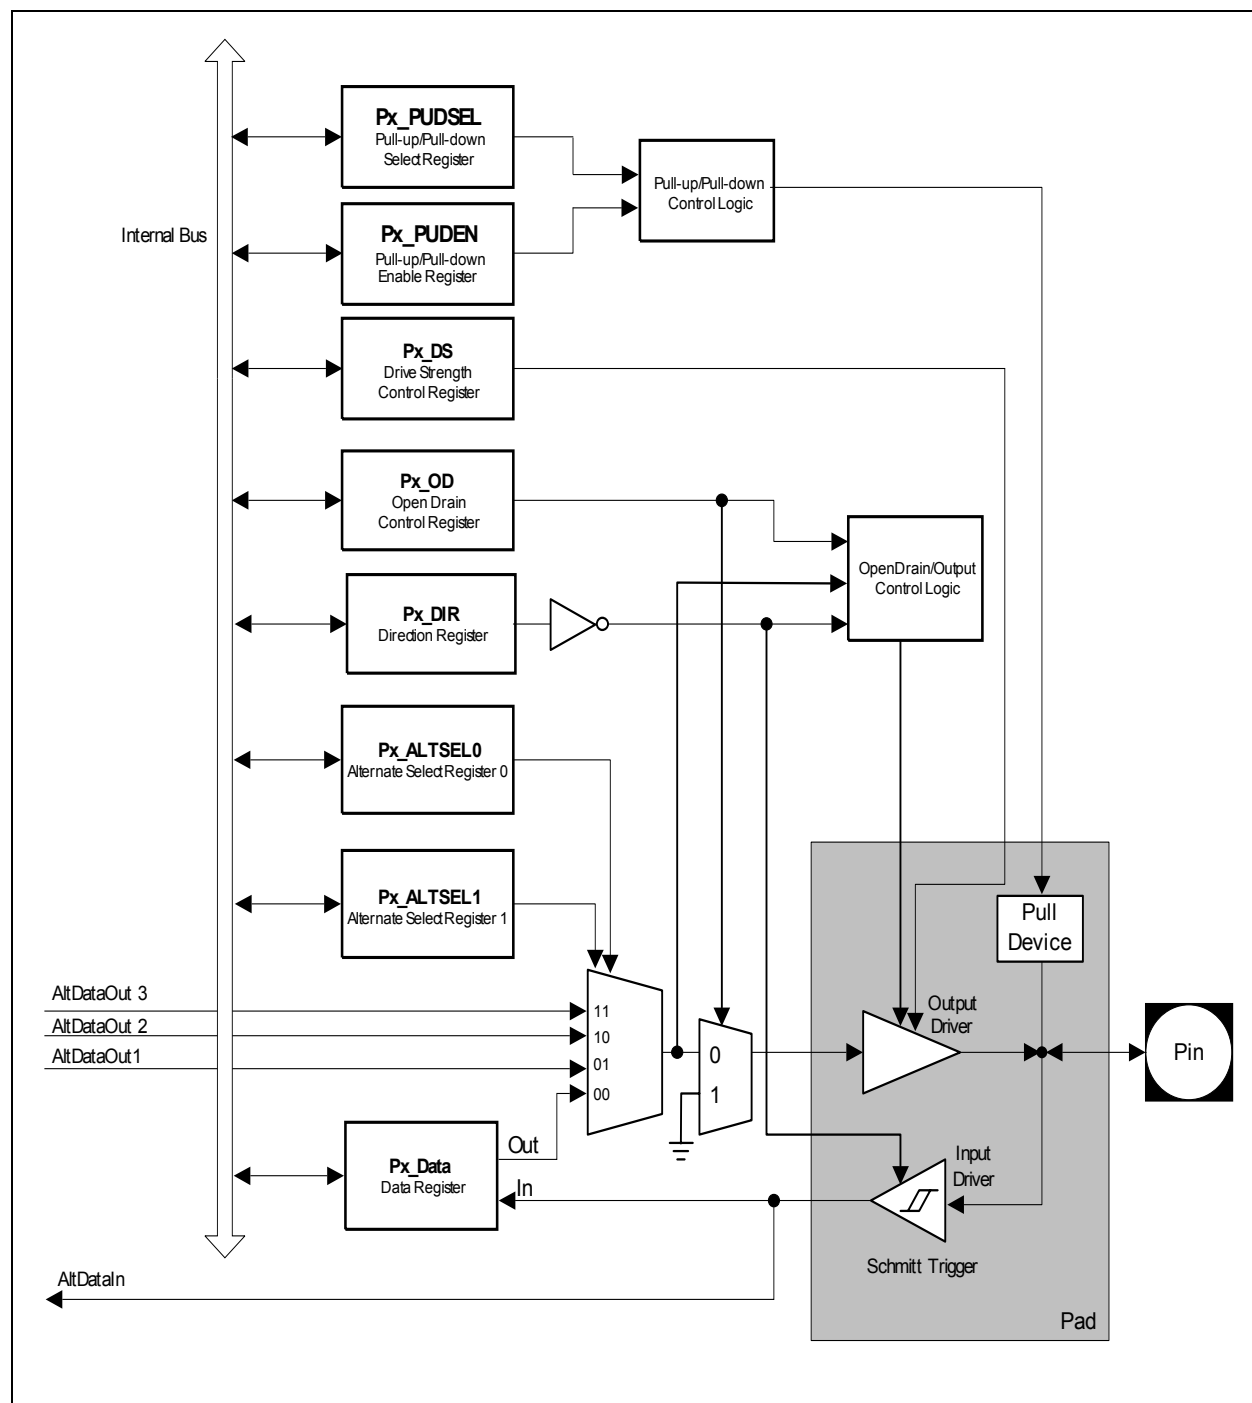 Px_PUDSEL
Pull-up/Pull-down
Select Register
Pull-up/Pull-down
Control Logic
Internal Bus
Px_PUDEN
Pull-up/Pull-down
Enable Register
Px_DS
Drive Strength
Control Register
Px_OD
Open Drain
Control Register
OpenDrain/Output
Control Logic
Px_DIR
Direction Register
Px_ALTSEL0
Alternate Select Register 0
Px_ALTSEL1
Alternate Select Register 1
Pull
Device
AltDataOut 3
AltDataOut 2
AltDataOut1
11
10
01
00
0
1
Output
Driver
Pin
Out
Px_Data
Data Register
In
Input
Driver
Schmitt Trigger
AltDataIn
Pad